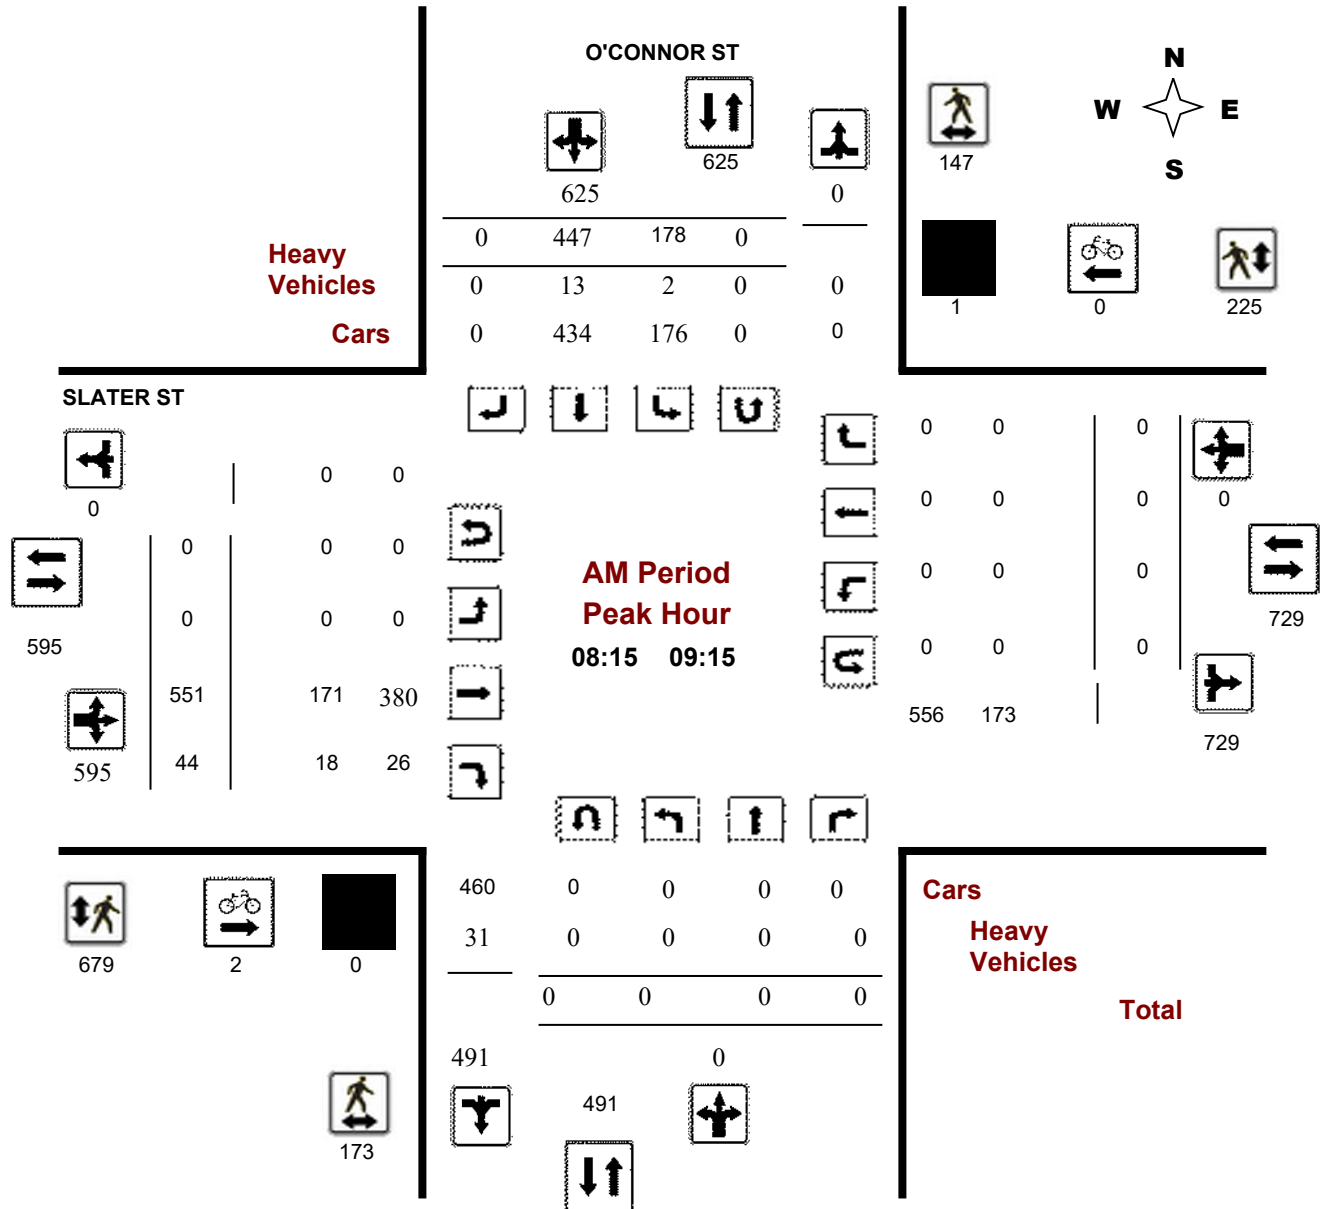 O'CONNOR ST
N
W E
S
625
147
625 0
0 447 178 0
Heavy
Vehicles
0 13 2 0 0
1 0 225
Cars 0 434 176 0 0
SLATER ST
0 0 0
0 0
0
0 0 0 0
0 0 0
AM Period
Peak Hour
08:15 09:15
0 0 0
729
0 0 0
595
0 0 0
551 171 380
556 173
729
44 18 26
595
460 0 0 0 0
Cars
31 0 0 0 0
Heavy
Vehicles
679 2 0
0 0 0 0
Total
491 0
491
173